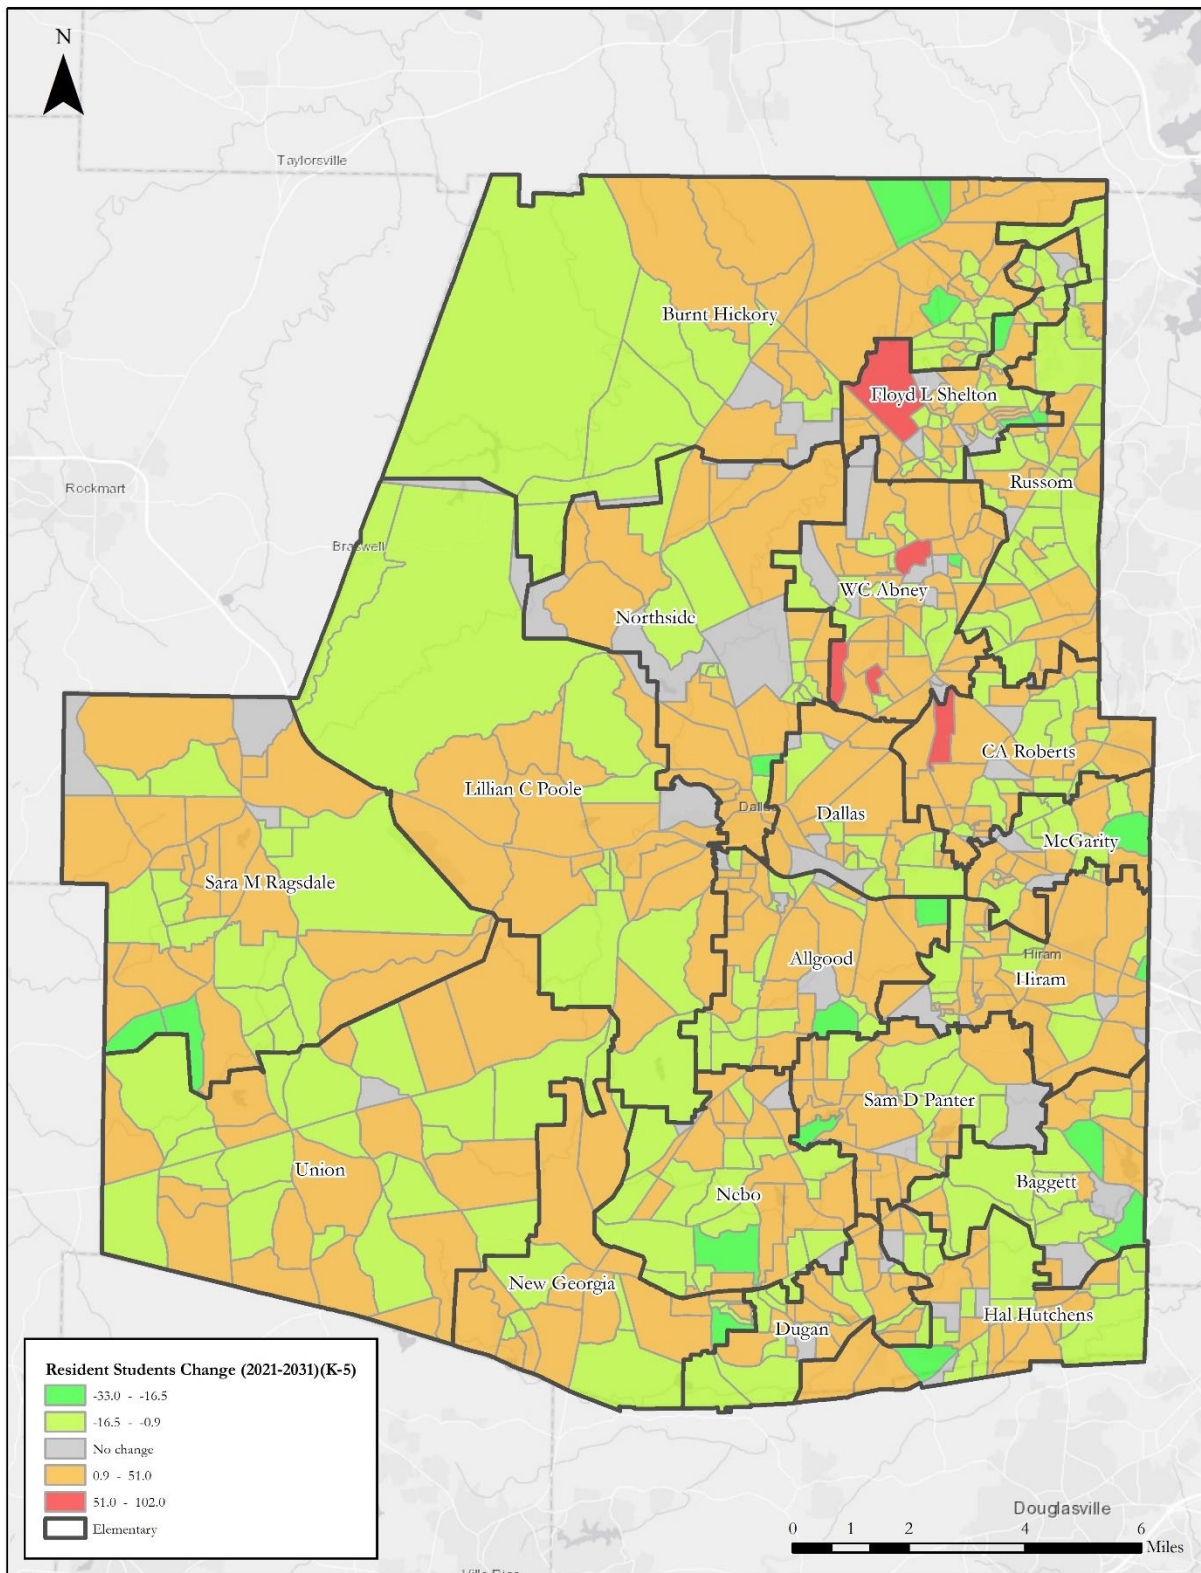 N
Taylorsville
Burnt Hickory
Floyd L Shelton
Rockmart
Russom
Braswell
WC Abney
Northside
CA Roberts
Lillian C Poole
Dallas
Dallas
McGarity
Sara M Ragsdale
Allgood
Hiram
Hiram
Sam D Panter
Union
Nebo
Baggett
New Georgia
Dugan
Hal Hutchens
Resident Students Change (2021-2031)(K-5)
-33.0 - -16.5
-16.5 - -0.9
No change
0.9 - 51.0
51.0 - 102.0
Elementary
Douglasville
0 1 2 4 6
Miles